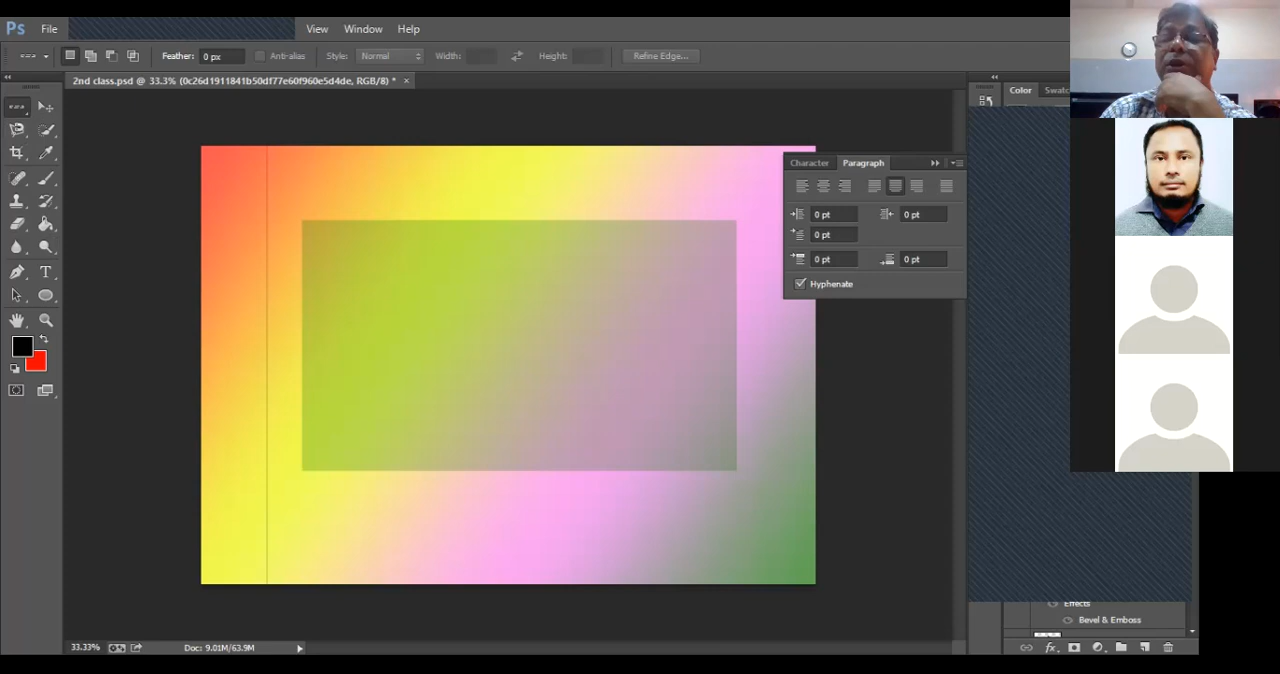 Ps File View Window Help
Feather: 0 px Anti-alias Style: Normal Width: Height: Refine Edge...
2nd class.psd @ 33.3% (0c26d1911841b50df77e60f960e5d4de, RGB/8) * ×
Color Swatc
Character Paragraph
0 pt 0 pt
0 pt
0 pt 0 pt
Hyphenate
T
Effects
Bevel & Emboss
33.33% Doc: 9.01M/63.9M
fx